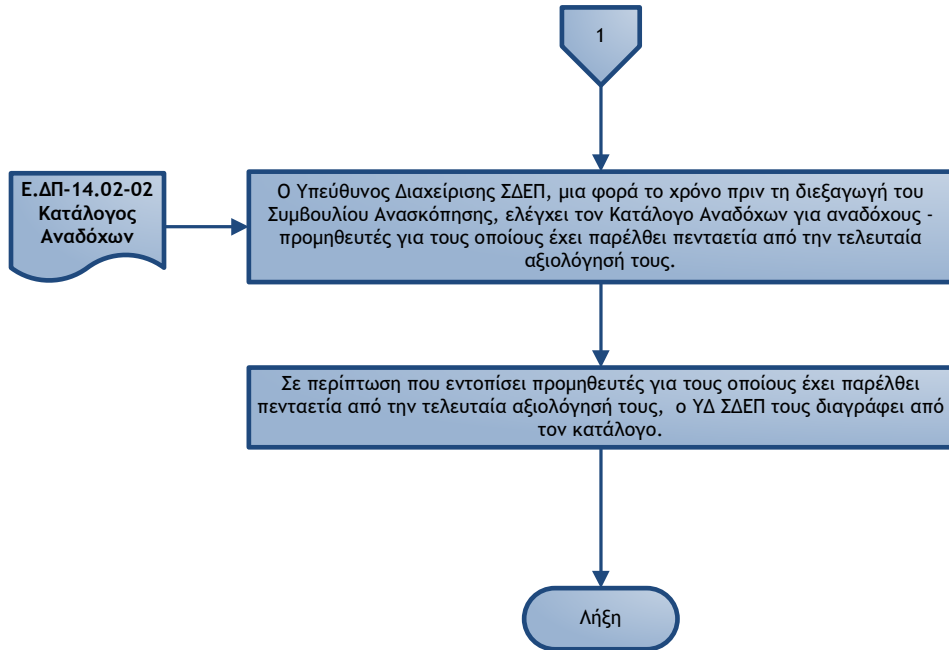 1
Ε.ΔΠ-14.02-02
Κατάλογος
Αναδόχων
Ο Υπεύθυνος Διαχείρισης ΣΔΕΠ, μια φορά το χρόνο πριν τη διεξαγωγή του
Συμβουλίου Ανασκόπησης, ελέγχει τον Κατάλογο Αναδόχων για αναδόχους -
προμηθευτές για τους οποίους έχει παρέλθει πενταετία από την τελευταία
αξιολόγησή τους.
Σε περίπτωση που εντοπίσει προμηθευτές για τους οποίους έχει παρέλθει
πενταετία από την τελευταία αξιολόγησή τους,  ο ΥΔ ΣΔΕΠ τους διαγράφει από
τον κατάλογο.
Λήξη